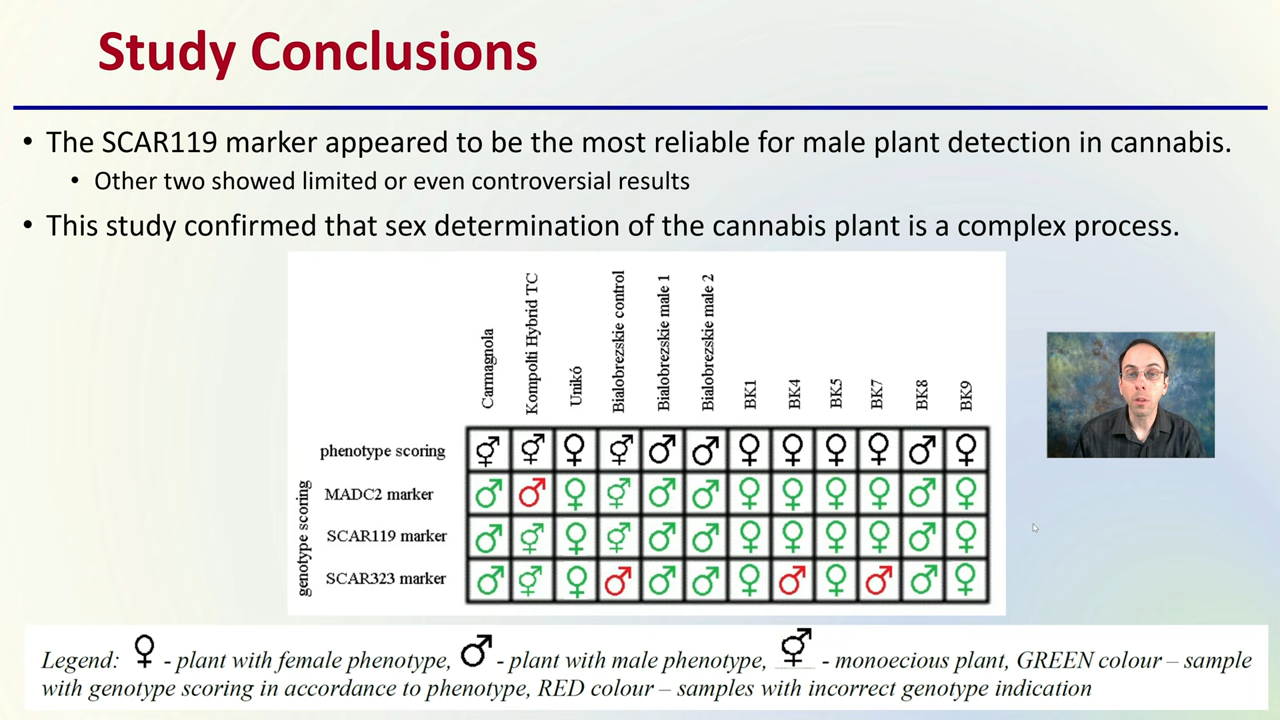 Study Conclusions
• The SCAR119 marker appeared to be the most reliable for male plant detection in cannabis.
• Other two showed limited or even controversial results
• This study confirmed that sex determination of the cannabis plant is a complex process.
Carmagnola
Kompolti Hybrid TC
Unikó
Bialobrezskie control
Bialobrezskie male 1
Bialobrezskie male 2
BK1
BK4
BK5
BK7
BK8
BK9
phenotype scoring ⚥ ⚥ ♀ ⚥ ♂ ♂ ♀ ♀ ♀ ♀ ♂ ♀
genotype scoring
MADC2 marker ♂ ♂ ♀ ⚥ ♂ ♂ ♀ ♀ ♀ ♀ ♂ ♀
SCAR119 marker ♂ ⚥ ♀ ⚥ ♂ ♂ ♀ ♀ ♀ ♀ ♂ ♀
SCAR323 marker ♂ ⚥ ♀ ♂ ♂ ♂ ♀ ♂ ♀ ♂ ♂ ♀
Legend: ♀ - plant with female phenotype, ♂ - plant with male phenotype, ⚥ - monoecious plant, GREEN colour – sample
with genotype scoring in accordance to phenotype, RED colour – samples with incorrect genotype indication